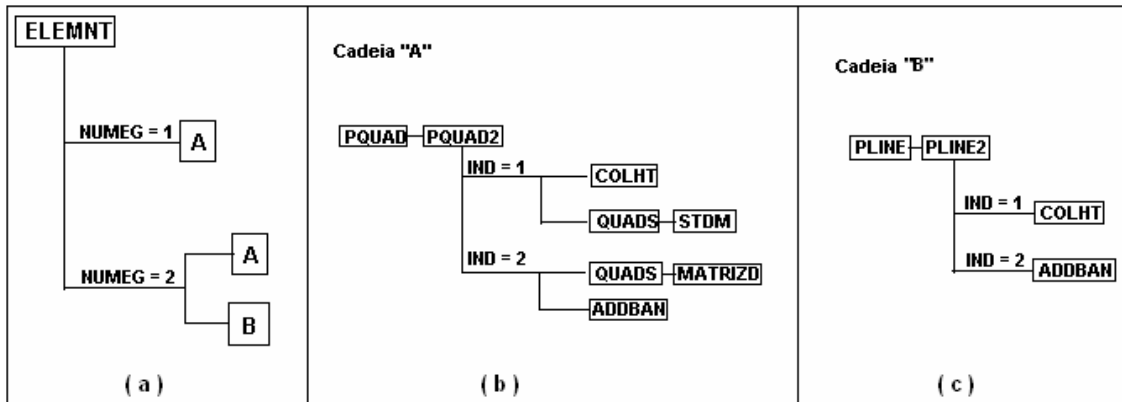 ELEMNT
NUMEG = 1
A
NUMEG = 2
A
B
( a )
Cadeia "A"
PQUAD PQUAD2
IND = 1
COLHT
QUADS STDM
IND = 2
QUADS MATRIZD
ADDBAN
( b )
Cadeia "B"
PLINE PLINE2
IND = 1
COLHT
IND = 2
ADDBAN
( c )